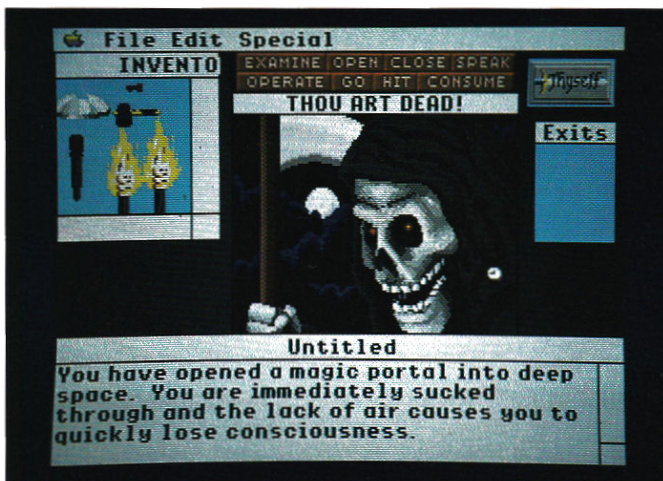 File Edit Special
INVENTO
EXAMINE OPEN CLOSE SPEAK
OPERATE GO HIT CONSUME
Thyself
THOU ART DEAD!
Exits
Untitled
You have opened a magic portal into deep
space. You are immediately sucked
through and the lack of air causes you to
quickly lose consciousness.